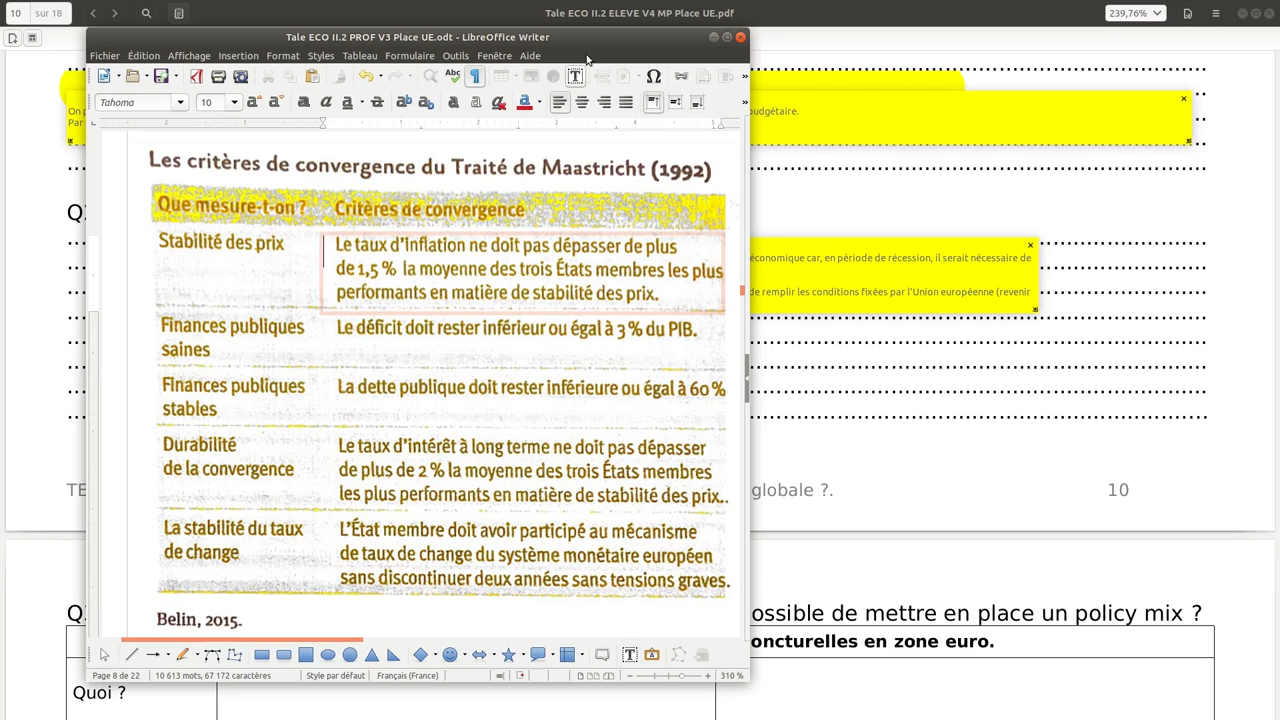 10 sur 18
Tale ECO II.2 ELEVE V4 MP Place UE.pdf
239,76%
Tale ECO II.2 PROF V3 Place UE.odt - LibreOffice Writer
Fichier Édition Affichage Insertion Format Styles Tableau Formulaire Outils Fenêtre Aide
Tahoma 10
2 1 1 2 3 4 5
On
Par
budgétaire.
Les critères de convergence du Traité de Maastricht (1992)
Que mesure-t-on ? Critères de convergence
Stabilité des prix
Le taux d'inflation ne doit pas dépasser de plus
de 1,5 % la moyenne des trois États membres les plus
performants en matière de stabilité des prix.
Finances publiques
saines
Le déficit doit rester inférieur ou égal à 3 % du PIB.
Finances publiques
stables
La dette publique doit rester inférieure ou égal à 60 %
Durabilité
de la convergence
Le taux d'intérêt à long terme ne doit pas dépasser
de plus de 2 % la moyenne des trois États membres
les plus performants en matière de stabilité des prix..
La stabilité du taux
de change
L'État membre doit avoir participé au mécanisme
de taux de change du système monétaire européen
sans discontinuer deux années sans tensions graves.
Belin, 2015.
Page 8 de 22 10 613 mots, 67 172 caractères Style par défaut Français (France) 310 %
économique car, en période de récession, il serait nécessaire de
de remplir les conditions fixées par l'Union européenne (revenir
TE globale ?. 10
ossible de mettre en place un policy mix ?
oncturelles en zone euro.
Quoi ?